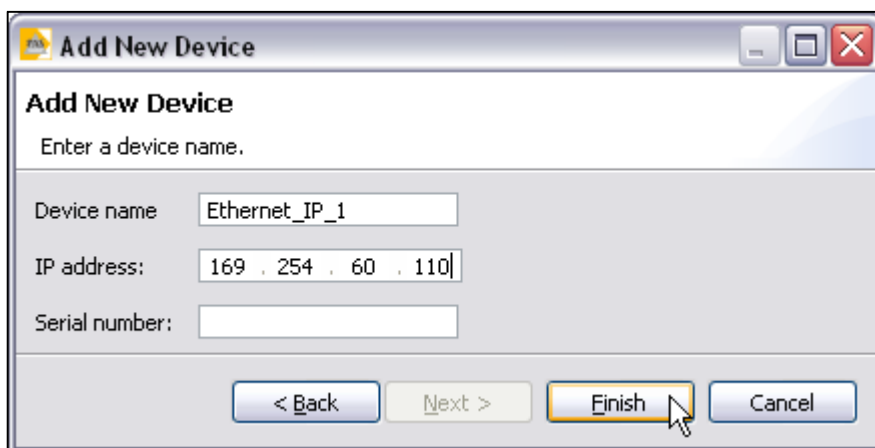 Add New Device
Add New Device
Enter a device name.
Device name Ethernet_IP_1
IP address: 169 . 254 . 60 . 110
Serial number:
< Back Next > Finish Cancel